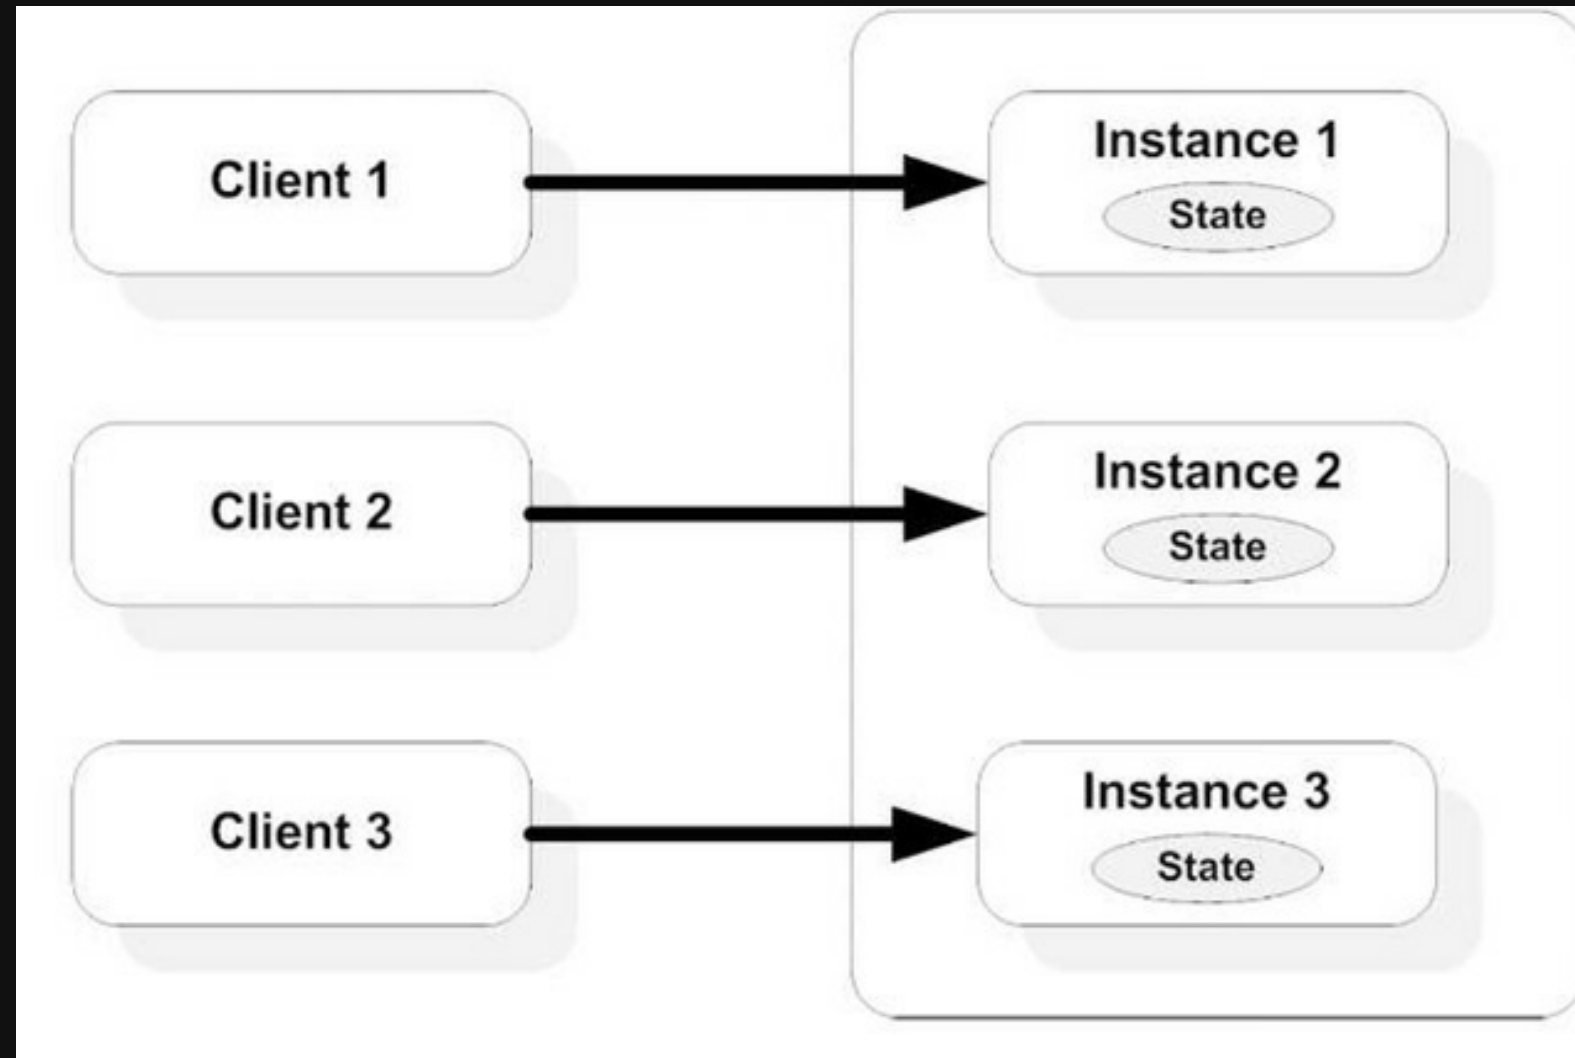 Client 1
Instance 1
State
Client 2
Instance 2
State
Client 3
Instance 3
State